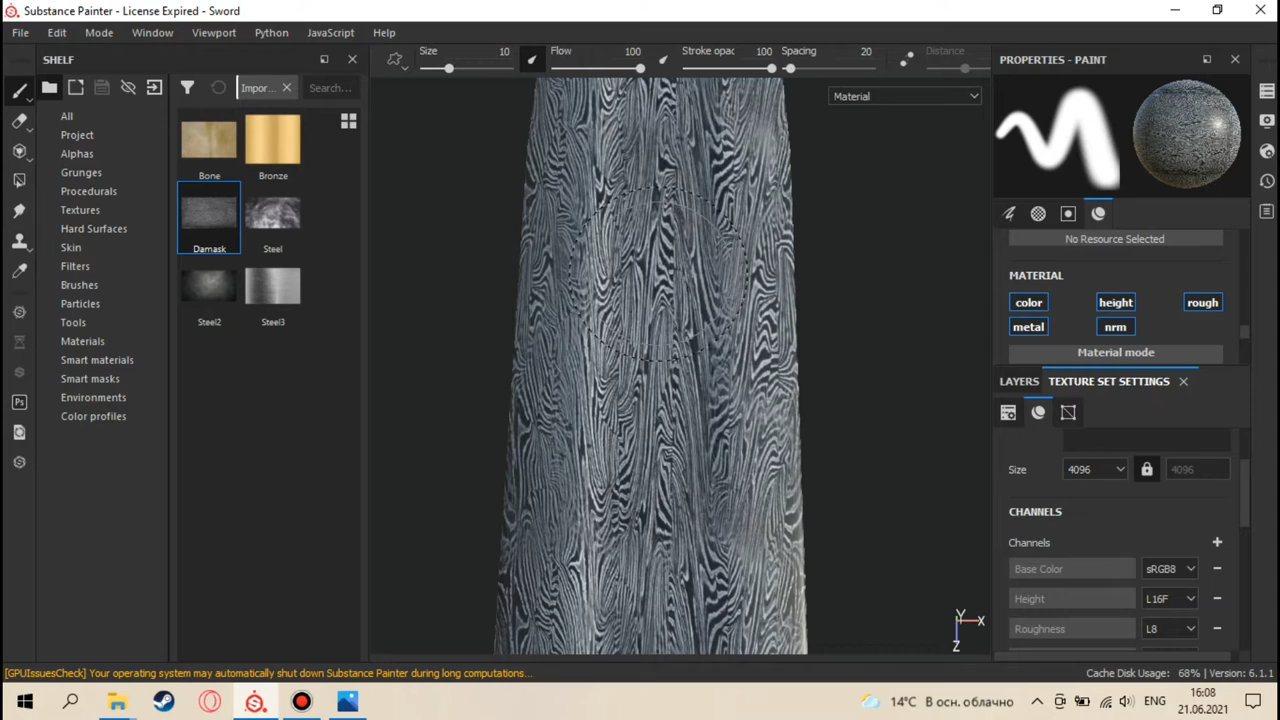 Substance Painter - License Expired - Sword
File Edit Mode Window Viewport Python JavaScript Help
SHELF
Impor...
Search...
All
Project
Alphas
Grunges
Procedurals
Textures
Hard Surfaces
Skin
Filters
Brushes
Particles
Tools
Materials
Smart materials
Smart masks
Environments
Color profiles
Bone Bronze
Damask Steel
Steel2 Steel3
Size 10 Flow 100 Stroke opac 100 Spacing 20 Distance
Material
Y
X
Z
PROPERTIES - PAINT
No Resource Selected
MATERIAL
color height rough
metal nrm
Material mode
LAYERS TEXTURE SET SETTINGS
Size 4096 4096
CHANNELS
Channels
Base Color sRGB8
Height L16F
Roughness L8
[GPUIssuesCheck] Your operating system may automatically shut down Substance Painter during long computations...
Cache Disk Usage: 68% | Version: 6.1.1
Ps
14°C В осн. облачно
ENG
16:08
21.06.2021